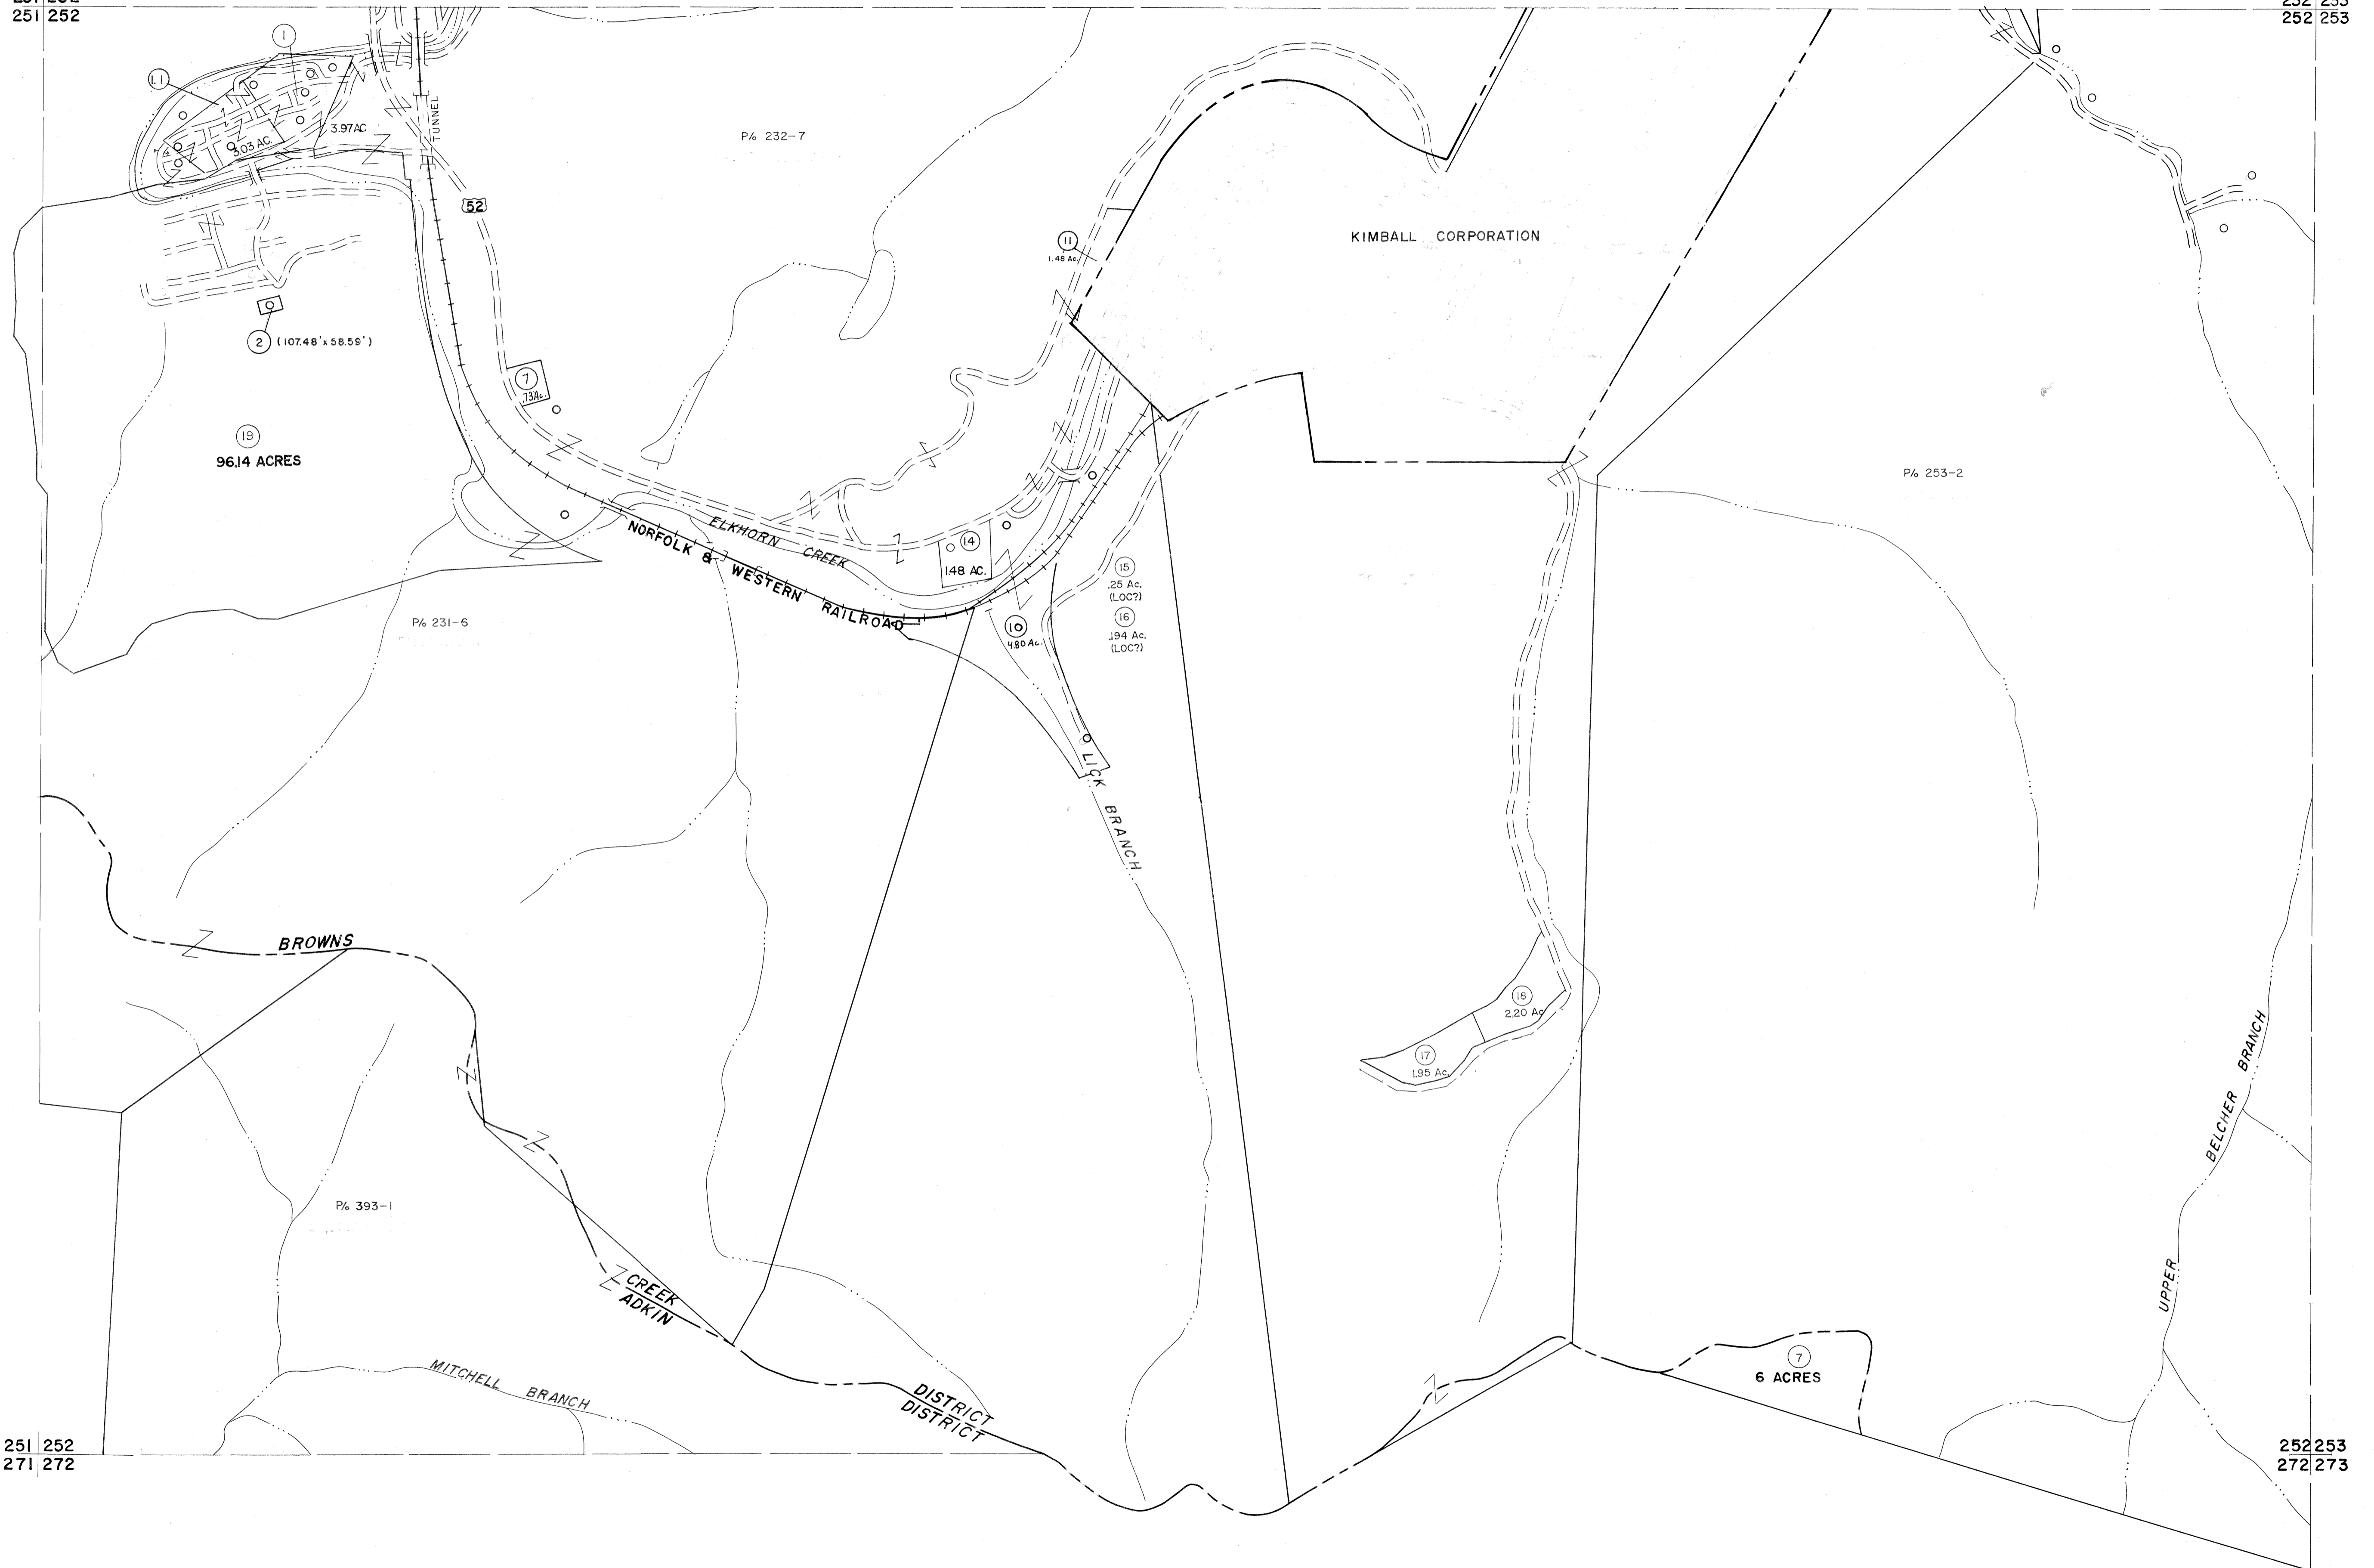 251 252
252 253
1
1.1
3.97 AC
3.03 AC.
TUNNEL
P/o 232-7
52
11
1.48 Ac.
KIMBALL CORPORATION
2 (107.48'x 58.59')
7
.73Ac.
19
96.14 ACRES
P/o 253-2
ELKHORN CREEK
NORFOLK & WESTERN RAILROAD
14
1.48 AC.
15
.25 Ac.
(LOC?)
16
.194 Ac.
(LOC?)
10
4.80 Ac.
P/o 231-6
LICK BRANCH
BROWNS
18
2.20 Ac
17
1.95 Ac.
UPPER BELCHER BRANCH
P/o 393-1
CREEK
ADKIN
7
6 ACRES
MITCHELL BRANCH
DISTRICT
DISTRICT
251 252
271 272
252 253
272 273